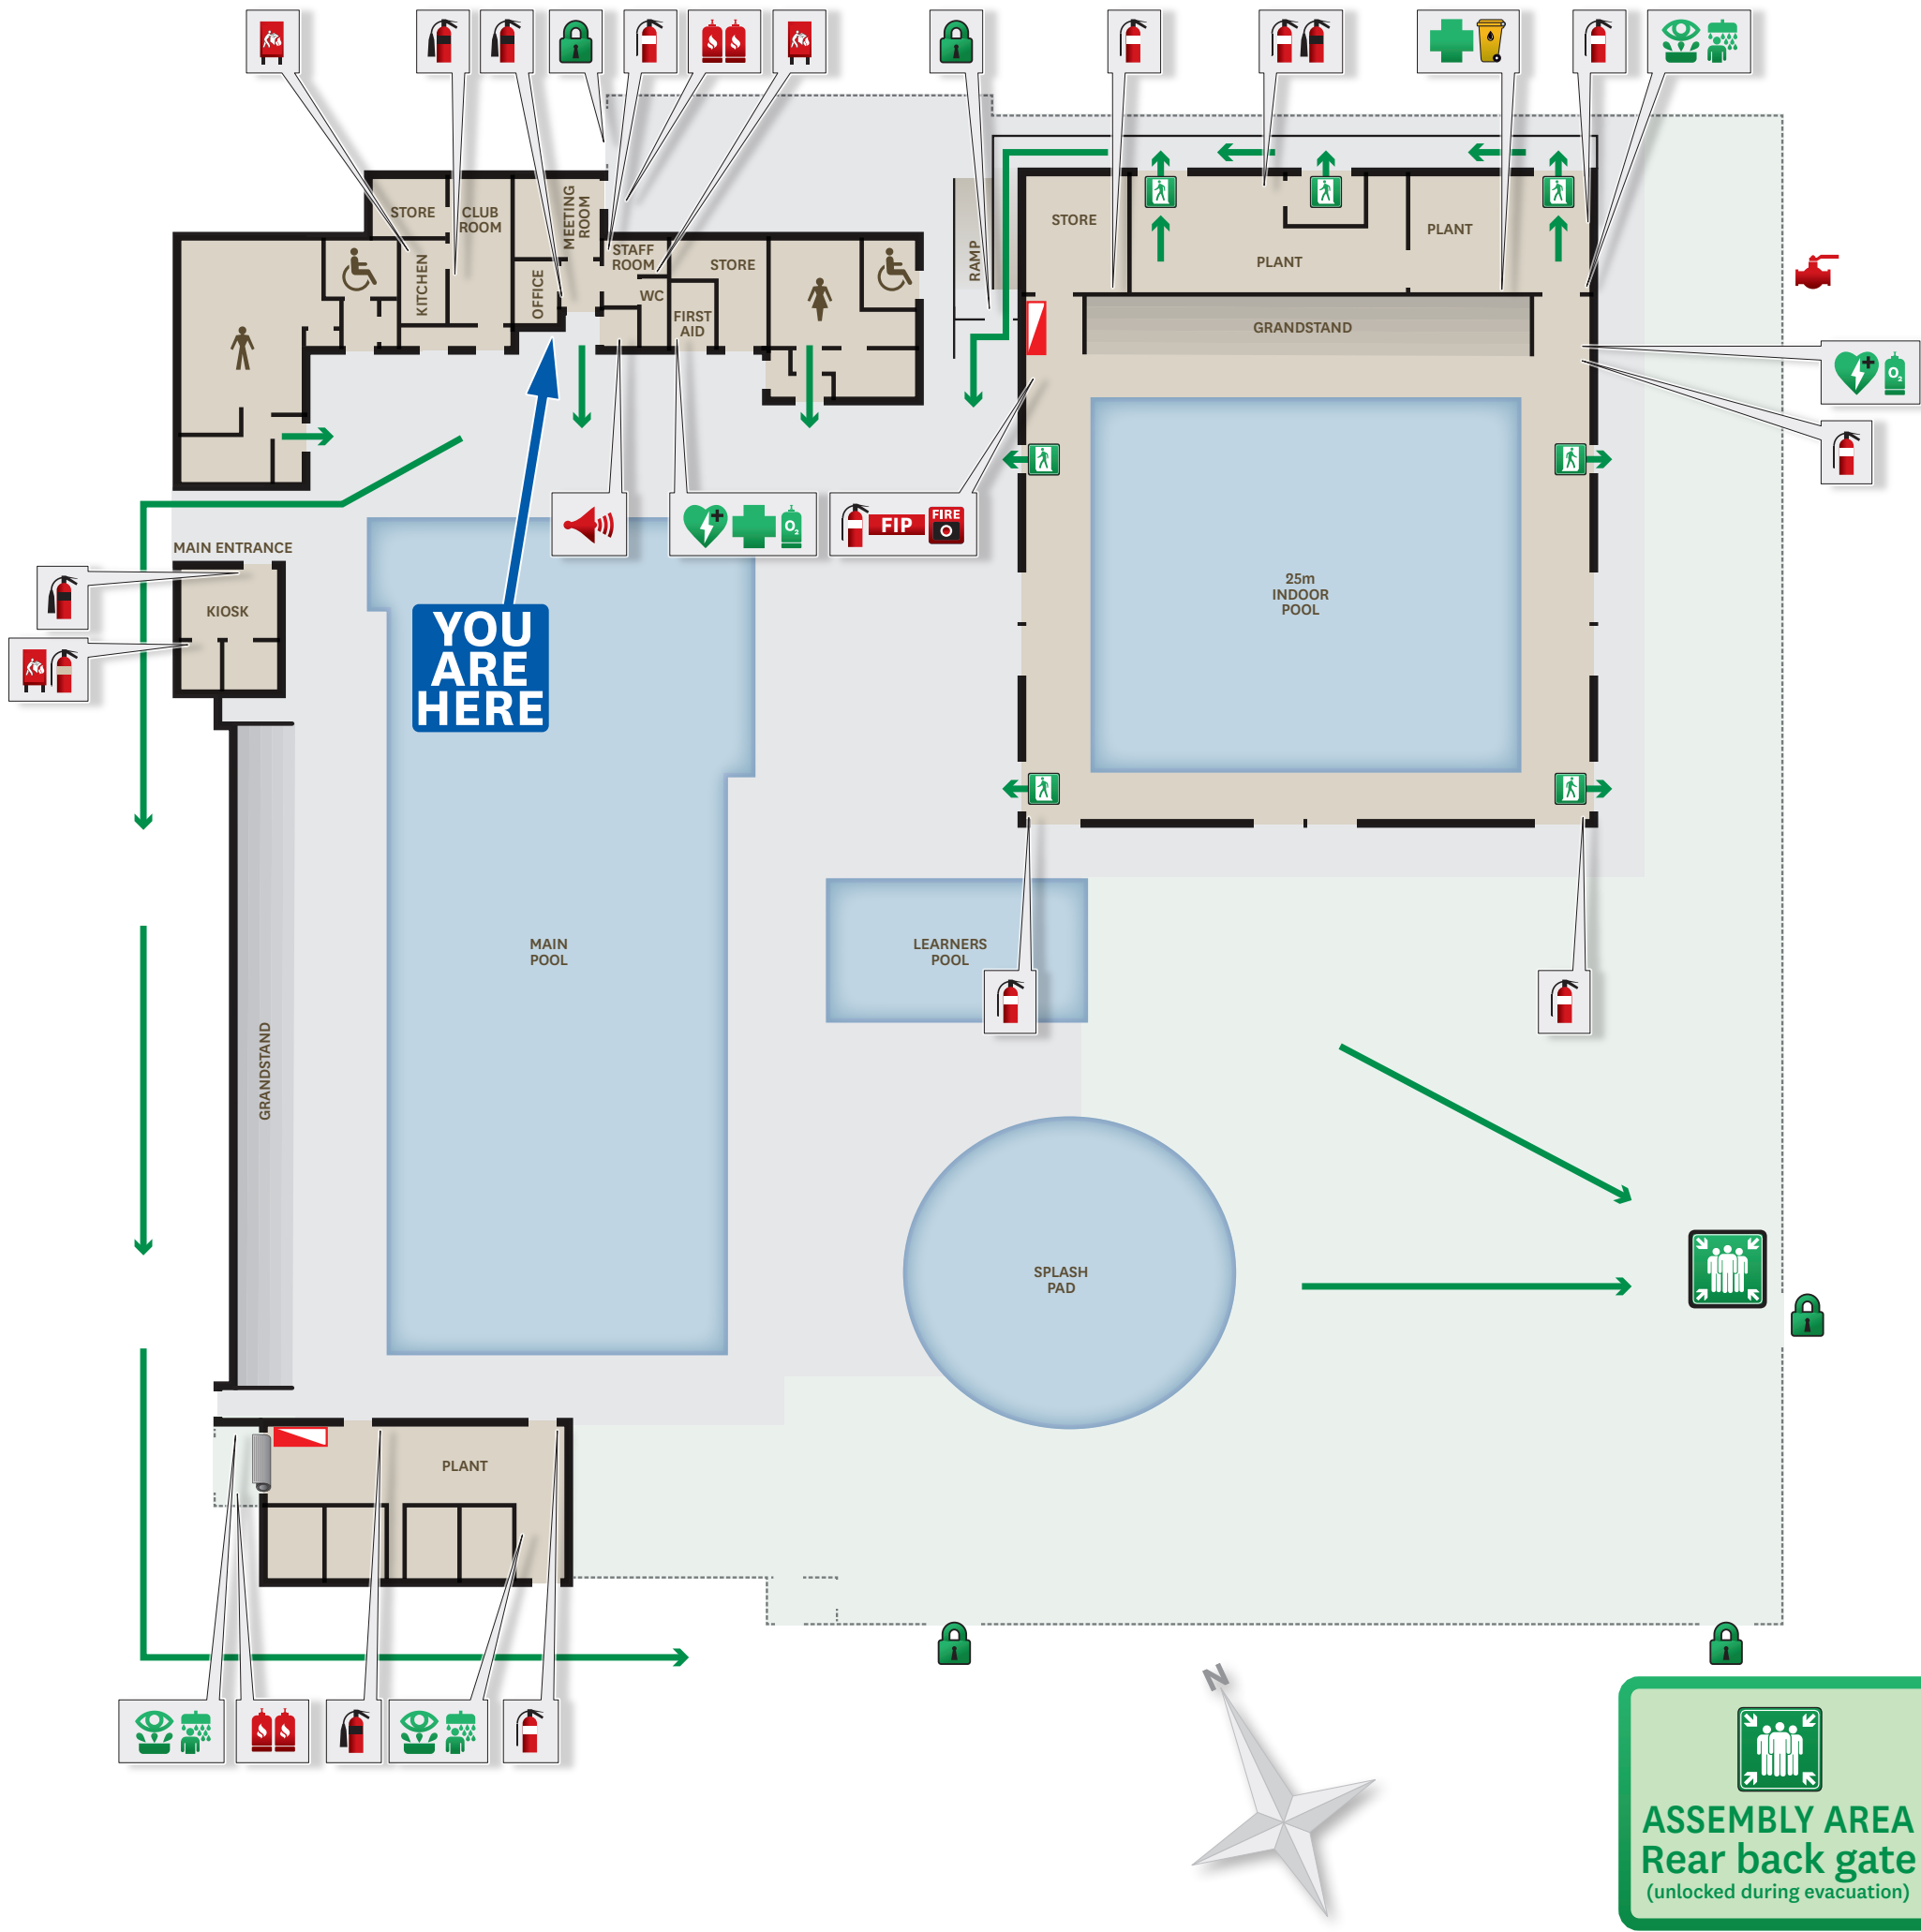 STORE
CLUB
ROOM
MEETING
ROOM
KITCHEN
OFFICE
STAFF
ROOM
STORE
WC
FIRST
AID
RAMP
STORE
PLANT
PLANT
GRANDSTAND
O₂
FIP
FIRE
O₂
MAIN ENTRANCE
KIOSK
YOU
ARE
HERE
25m
INDOOR
POOL
MAIN
POOL
LEARNERS
POOL
GRANDSTAND
SPLASH
PAD
PLANT
N
ASSEMBLY AREA
Rear back gate
(unlocked during evacuation)